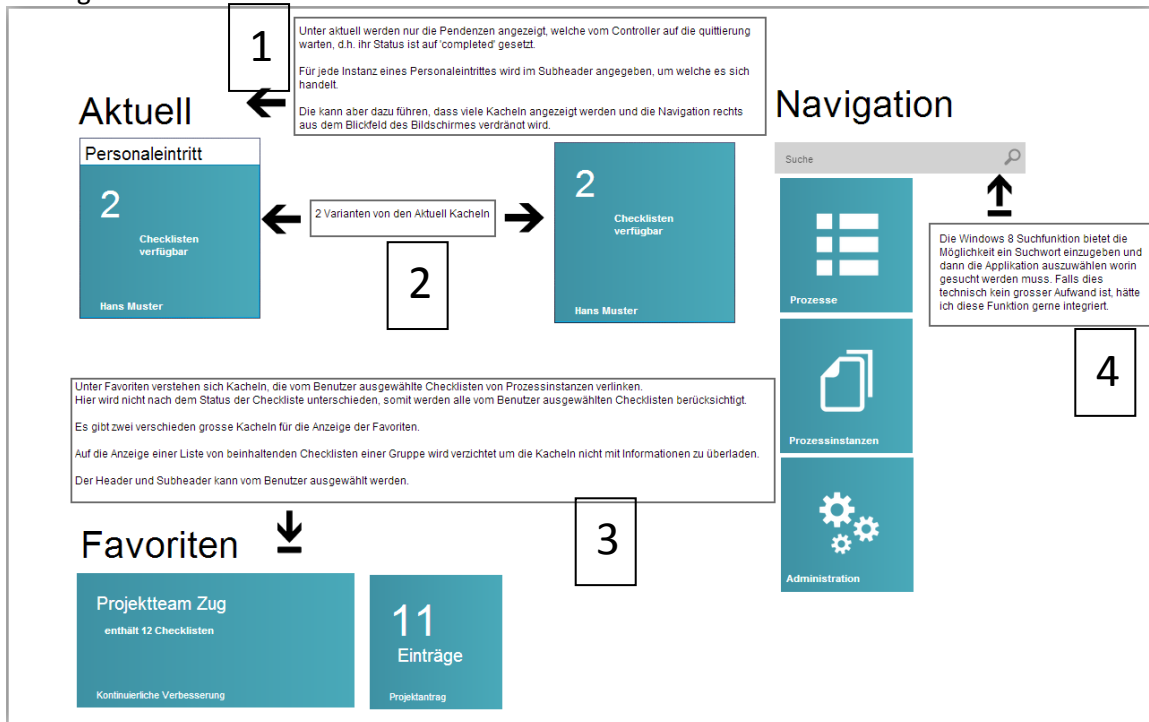 1
Unter aktuell werden nur die Pendenzen angezeigt, welche vom Controller auf die quittierung
warten, d.h. ihr Status ist auf 'completed' gesetzt.
Für jede Instanz eines Personaleintrittes wird im Subheader angegeben, um welche es sich
handelt.
Die kann aber dazu führen, dass viele Kacheln angezeigt werden und die Navigation rechts
aus dem Blickfeld des Bildschirmes verdrängt wird.
Aktuell
Personaleintritt
2
Checklisten
verfügbar
Hans Muster
2 Varianten von den Aktuell Kacheln
2
2
Checklisten
verfügbar
Hans Muster
Navigation
Suche
Prozesse
Prozessinstanzen
Administration
Die Windows 8 Suchfunktion bietet die
Möglichkeit ein Suchwort einzugeben und
dann die Applikation auszuwählen worin
gesucht werden muss. Falls dies
technisch kein grosser Aufwand ist, hätte
ich diese Funktion gerne integriert.
4
Unter Favoriten verstehen sich Kacheln, die vom Benutzer ausgewählte Checklisten von Prozessinstanzen verlinken.
Hier wird nicht nach dem Status der Checkliste unterschieden, somit werden alle vom Benutzer ausgewählten Checklisten berücksichtigt.
Es gibt zwei verschieden grosse Kacheln für die Anzeige der Favoriten.
Auf die Anzeige einer Liste von beinhaltenden Checklisten einer Gruppe wird verzichtet um die Kacheln nicht mit Informationen zu überladen.
Der Header und Subheader kann vom Benutzer ausgewählt werden.
3
Favoriten
Projektteam Zug
enthält 12 Checklisten
Kontinuierliche Verbesserung
11
Einträge
Projektantrag